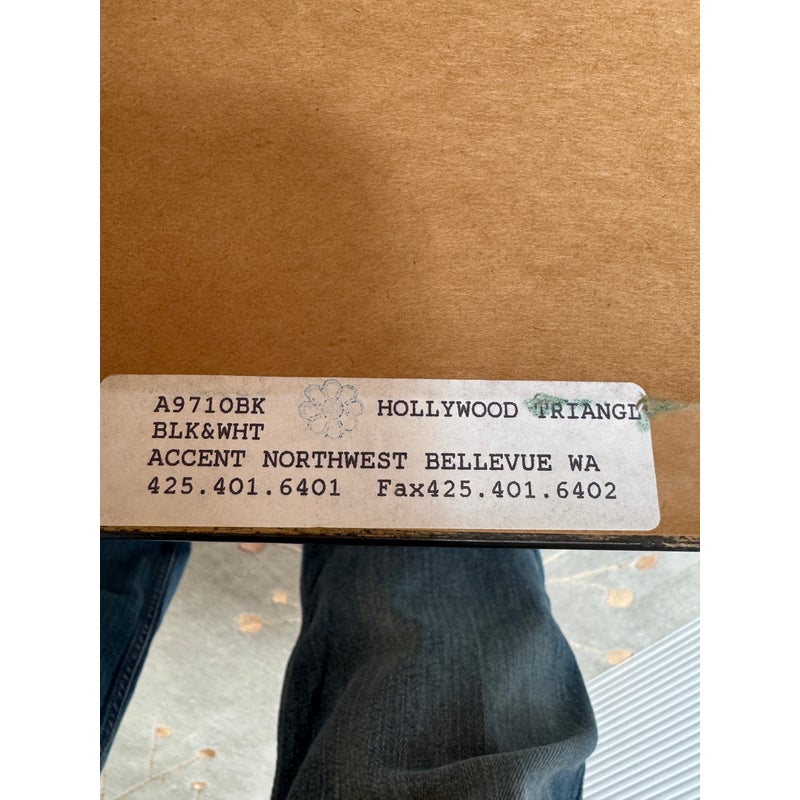 A9710BK HOLLYWOOD TRIANGL
BLK&WHT
ACCENT NORTHWEST BELLEVUE WA
425.401.6401 Fax425.401.6402